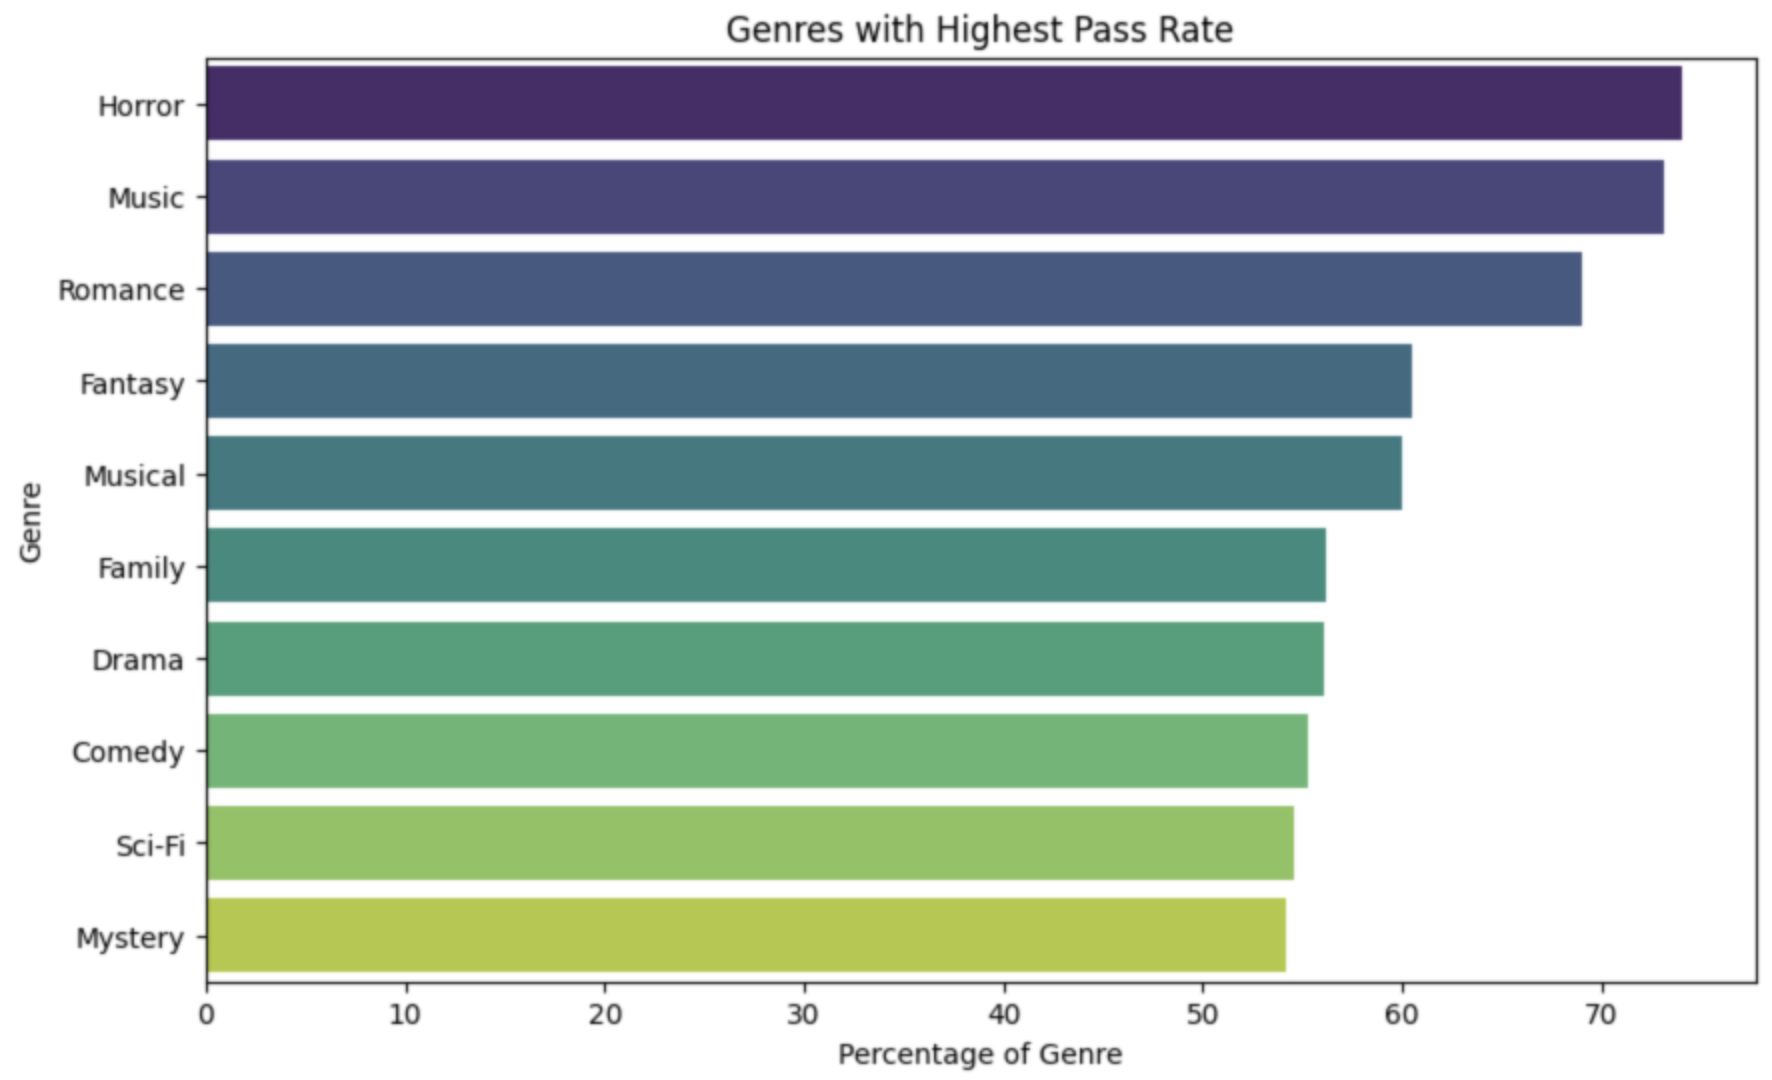 Genres with Highest Pass Rate
Horror
Music
Romance
Fantasy
Musical
Family
Drama
Comedy
Sci-Fi
Mystery
Genre
0 10 20 30 40 50 60 70
Percentage of Genre